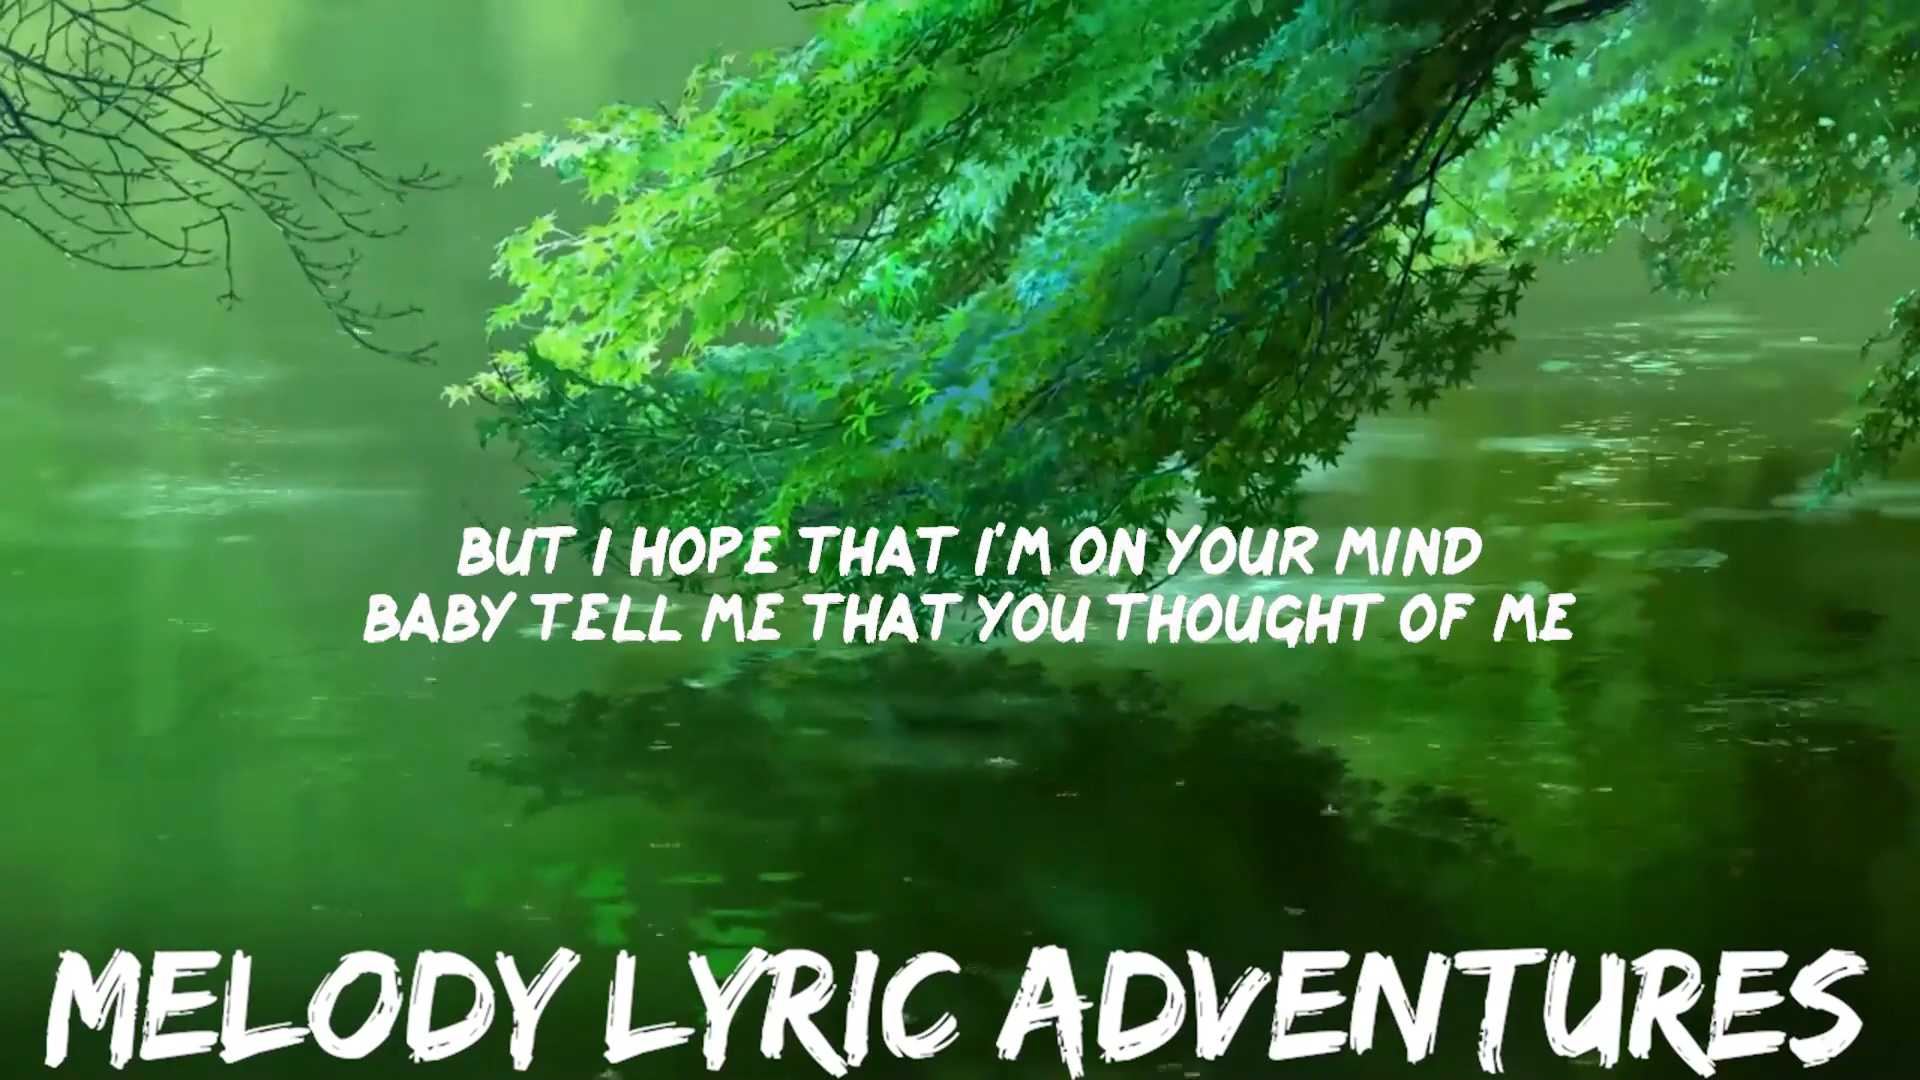 BUT I HOPE THAT I'M ON YOUR MIND
BABY TELL ME THAT YOU THOUGHT OF ME
MELODY LYRIC ADVENTURES